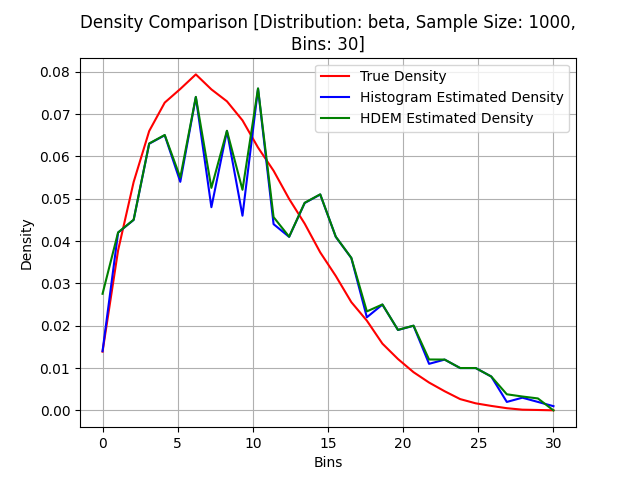 Density Comparison [Distribution: beta, Sample Size: 1000,
Bins: 30]
True Density
Histogram Estimated Density
HDEM Estimated Density
Density
0.08
0.07
0.06
0.05
0.04
0.03
0.02
0.01
0.00
0 5 10 15 20 25 30
Bins